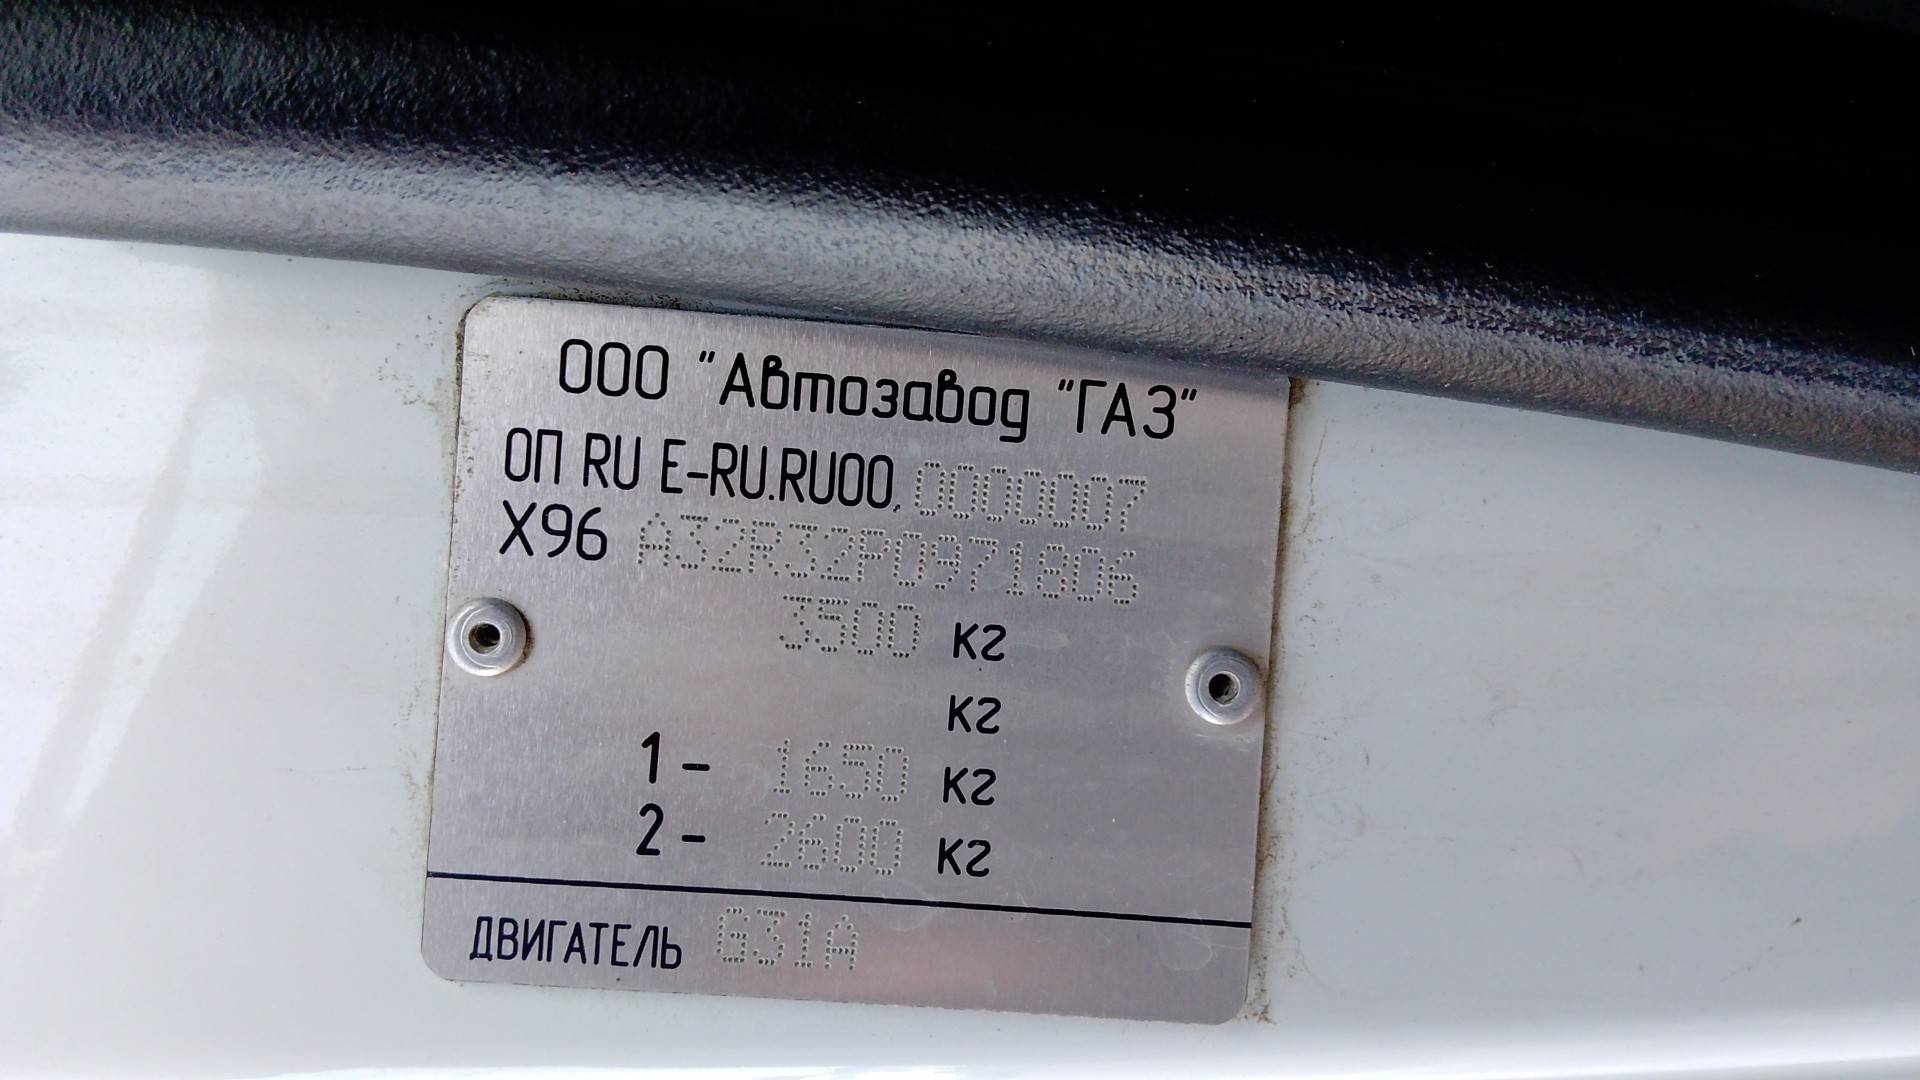 ООО "Автозавод "ГАЗ"
ОП RU E-RU.RU00.0000007
X96 A32R32P0971806
3500 кг
кг
1 - 1650 кг
2 - 2600 кг
ДВИГАТЕЛЬ G31A